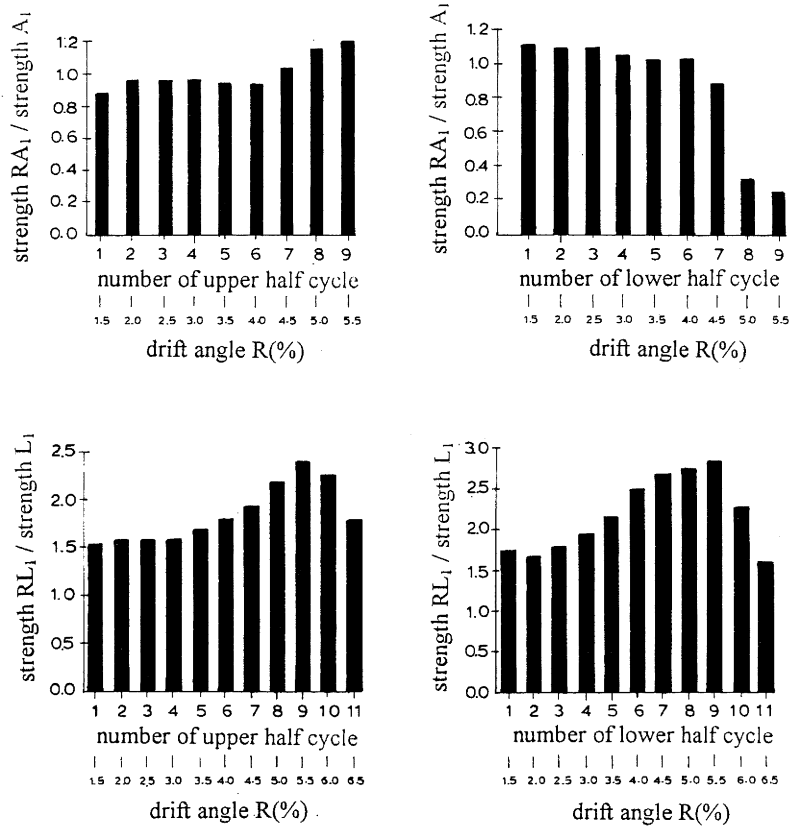 strength RA1 / strength A1
1.2
1.0
0.8
0.6
0.4
0.2
0.0
1 2 3 4 5 6 7 8 9
number of upper half cycle
1.5 2.0 2.5 3.0 3.5 4.0 4.5 5.0 5.5
drift angle R(%)
strength RA1 / strength A1
1.2
1.0
0.8
0.6
0.4
0.2
0.0
1 2 3 4 5 6 7 8 9
number of lower half cycle
1.5 2.0 2.5 3.0 3.5 4.0 4.5 5.0 5.5
drift angle R(%)
strength RL1 / strength L1
2.5
2.0
1.5
1.0
0.5
0.0
1 2 3 4 5 6 7 8 9 10 11
number of upper half cycle
1.5 2.0 2.5 3.0 3.5 4.0 4.5 5.0 5.5 6.0 6.5
drift angle R(%)
strength RL1 / strength L1
3.0
2.5
2.0
1.5
1.0
0.5
0.0
1 2 3 4 5 6 7 8 9 10 11
number of lower half cycle
1.5 2.0 2.5 3.0 3.5 4.0 4.5 5.0 5.5 6.0 6.5
drift angle R(%)